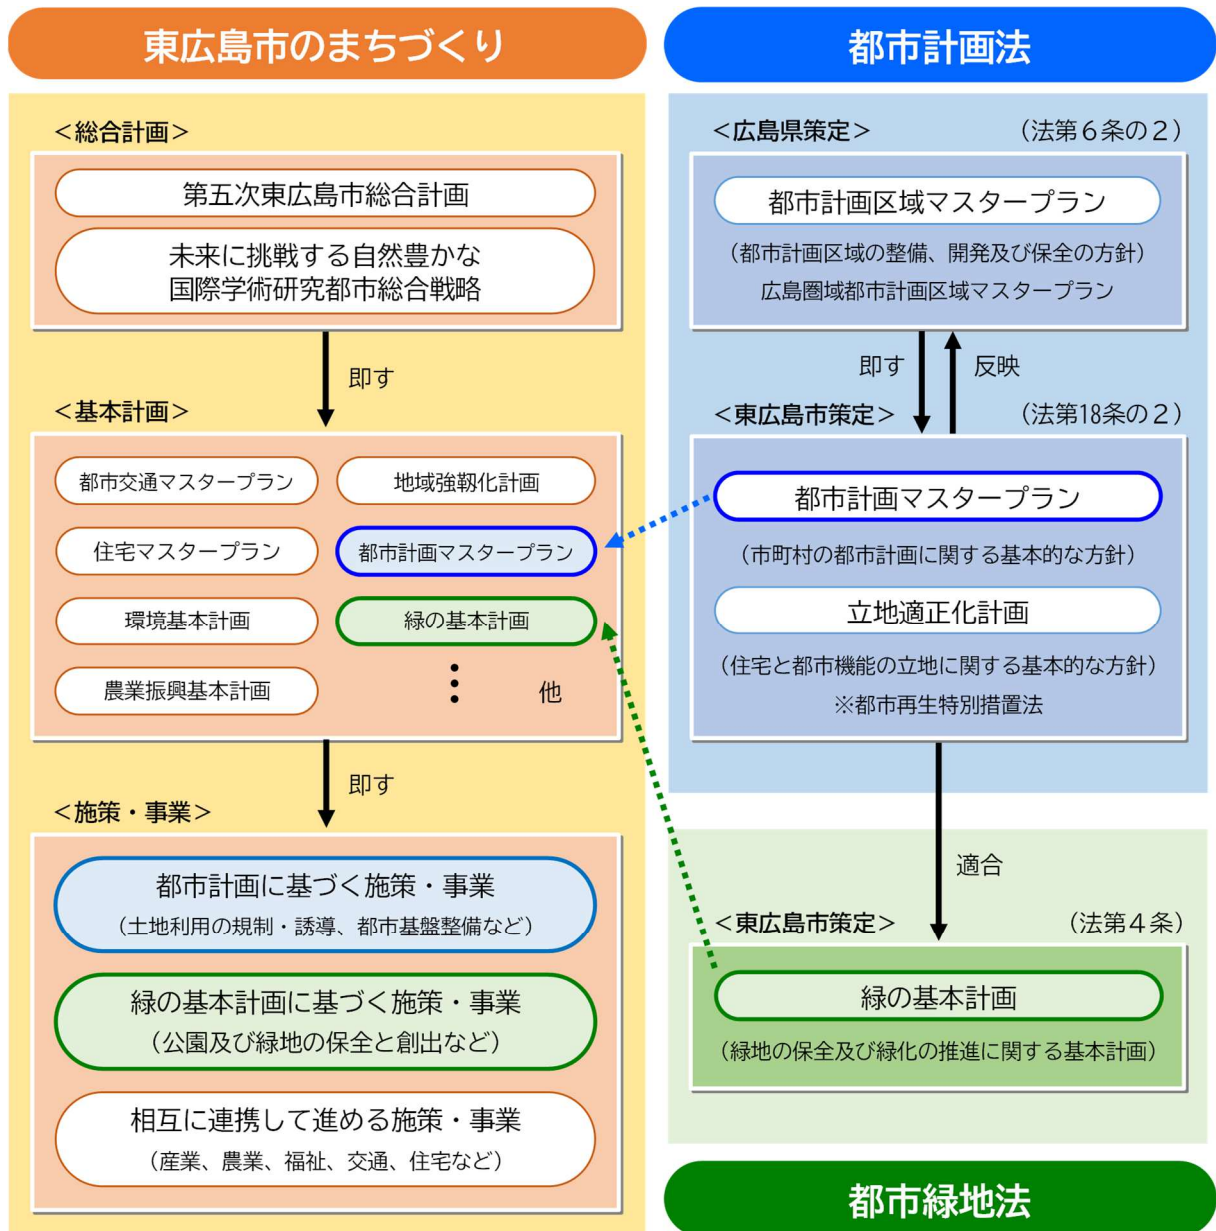 東広島市のまちづくり
＜総合計画＞
第五次東広島市総合計画
未来に挑戦する自然豊かな
国際学術研究都市総合戦略
即す
＜基本計画＞
都市交通マスタープラン
地域強靱化計画
住宅マスタープラン
都市計画マスタープラン
環境基本計画
緑の基本計画
農業振興基本計画
他
即す
＜施策・事業＞
都市計画に基づく施策・事業
（土地利用の規制・誘導、都市基盤整備など）
緑の基本計画に基づく施策・事業
（公園及び緑地の保全と創出など）
相互に連携して進める施策・事業
（産業、農業、福祉、交通、住宅など）
都市計画法
＜広島県策定＞
（法第６条の２）
都市計画区域マスタープラン
（都市計画区域の整備、開発及び保全の方針）
広島圏域都市計画区域マスタープラン
即す
反映
＜東広島市策定＞
（法第18条の２）
都市計画マスタープラン
（市町村の都市計画に関する基本的な方針）
立地適正化計画
（住宅と都市機能の立地に関する基本的な方針）
※都市再生特別措置法
適合
＜東広島市策定＞
（法第４条）
緑の基本計画
（緑地の保全及び緑化の推進に関する基本計画）
都市緑地法